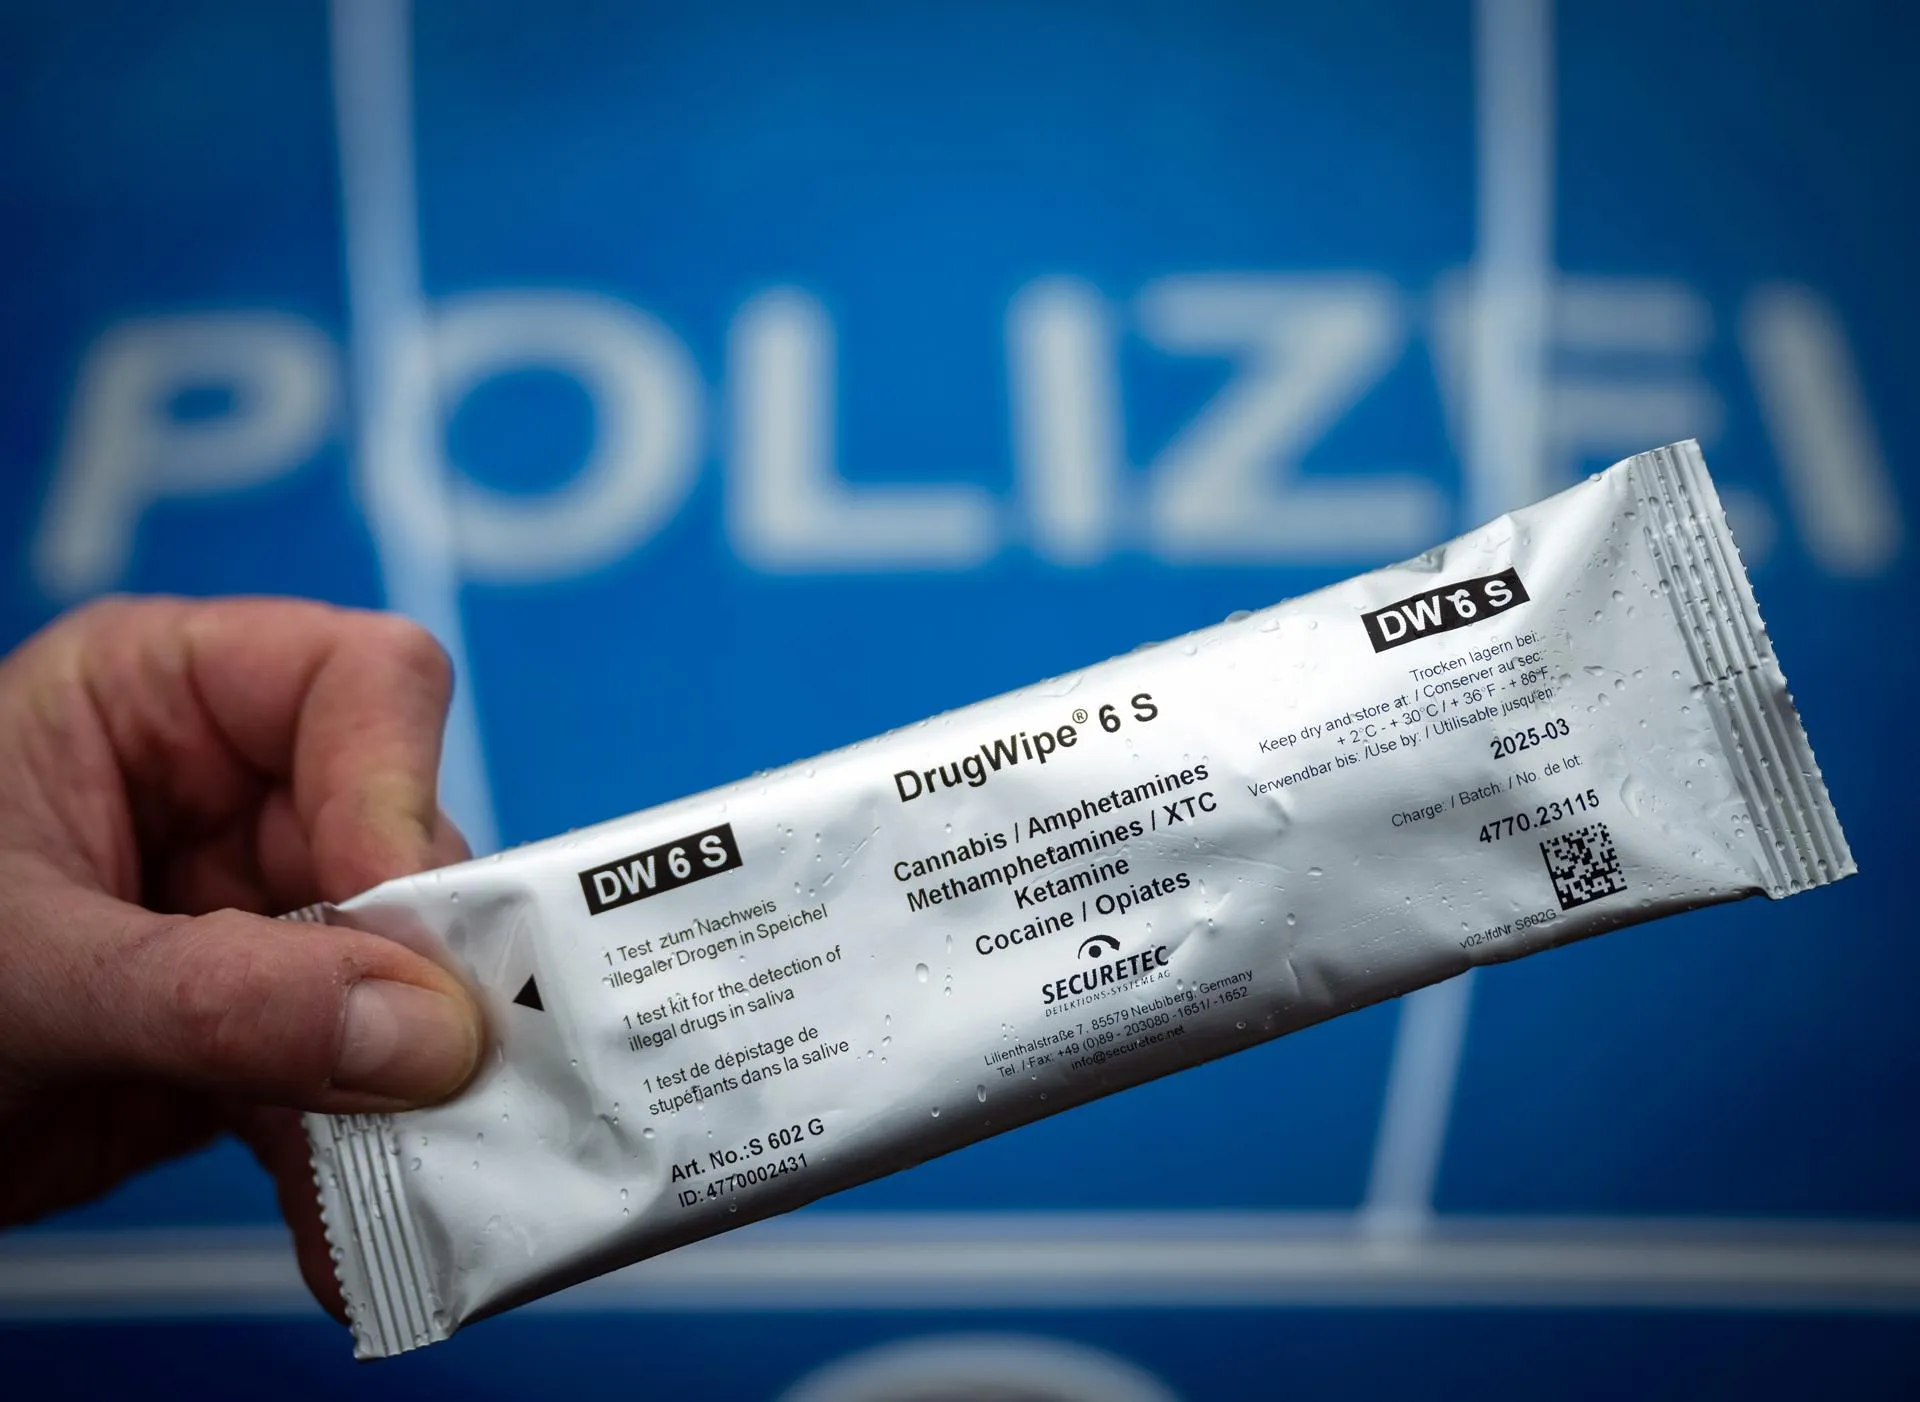 POLIZEI
DW 6 S
1 Test zum Nachweis
illegaler Drogen in Speichel
1 test kit for the detection of
illegal drugs in saliva
1 test de dépistage de
stupéfiants dans la salive
Art. No.:S 602 G
ID: 4770002431
DrugWipe® 6 S
Cannabis / Amphetamines
Methamphetamines / XTC
Ketamine
Cocaine / Opiates
SECURETEC
DETEKTIONS-SYSTEME AG
Lilienthalstraße 7, 85579 Neubiberg, Germany
Tel. / Fax: +49 (0)89 - 203080 -1651/ -1652
info@securetec.net
DW 6 S
Trocken lagern bei:
Keep dry and store at: / Conserver au sec:
+ 2°C - + 30°C / + 36°F - + 86°F
Verwendbar bis: /Use by: / Utilisable jusqu'en:
2025-03
Charge: / Batch: / No. de lot:
4770.23115
v02-lfdNr S602G